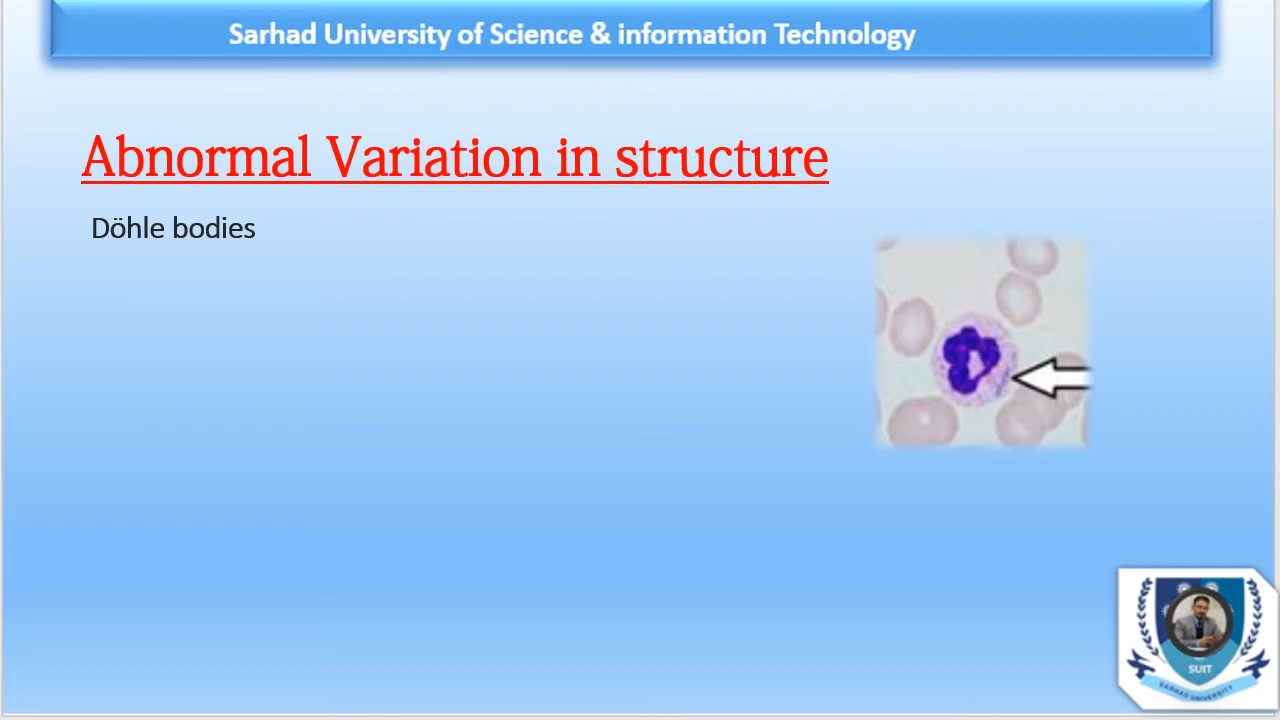 Sarhad University of Science & information Technology
Abnormal Variation in structure
Döhle bodies
SUIT
SARHAD UNIVERSITY